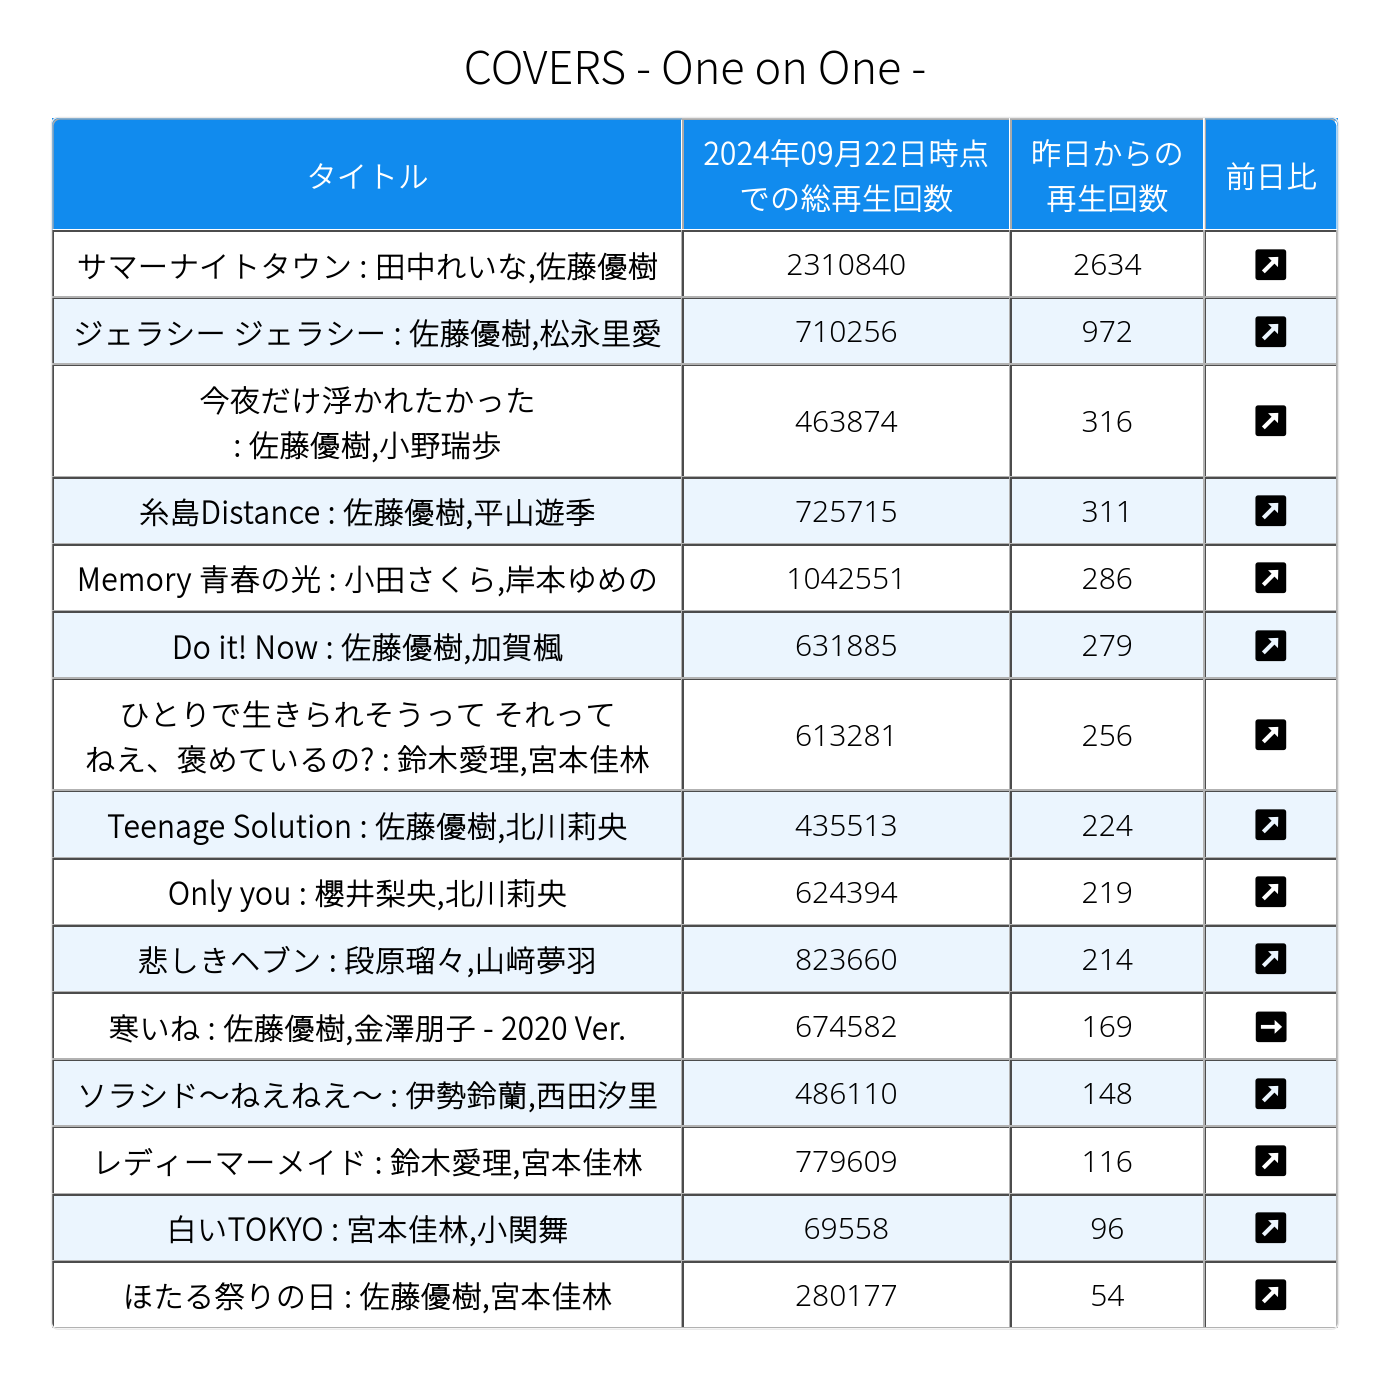 COVERS - One on One -
タイトル
2024年09月22日時点
での総再生回数
昨日からの
再生回数
前日比
サマーナイトタウン : 田中れいな,佐藤優樹 2310840 2634
ジェラシー ジェラシー : 佐藤優樹,松永里愛 710256 972
今夜だけ浮かれたかった
: 佐藤優樹,小野瑞歩 463874 316
糸島Distance : 佐藤優樹,平山遊季 725715 311
Memory 青春の光 : 小田さくら,岸本ゆめの 1042551 286
Do it! Now : 佐藤優樹,加賀楓 631885 279
ひとりで生きられそうって それって
ねえ、褒めているの? : 鈴木愛理,宮本佳林 613281 256
Teenage Solution : 佐藤優樹,北川莉央 435513 224
Only you : 櫻井梨央,北川莉央 624394 219
悲しきヘブン : 段原瑠々,山﨑夢羽 823660 214
寒いね : 佐藤優樹,金澤朋子 - 2020 Ver. 674582 169
ソラシド～ねえねえ～ : 伊勢鈴蘭,西田汐里 486110 148
レディーマーメイド : 鈴木愛理,宮本佳林 779609 116
白いTOKYO : 宮本佳林,小関舞 69558 96
ほたる祭りの日 : 佐藤優樹,宮本佳林 280177 54